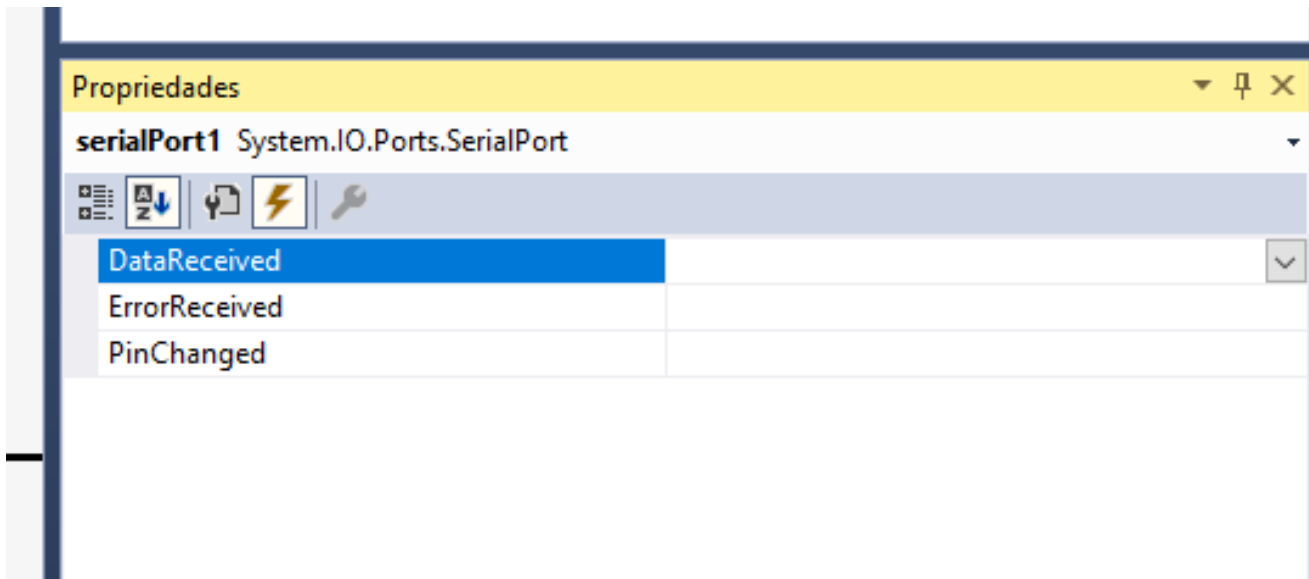 Propriedades
serialPort1 System.IO.Ports.SerialPort
DataReceived
ErrorReceived
PinChanged